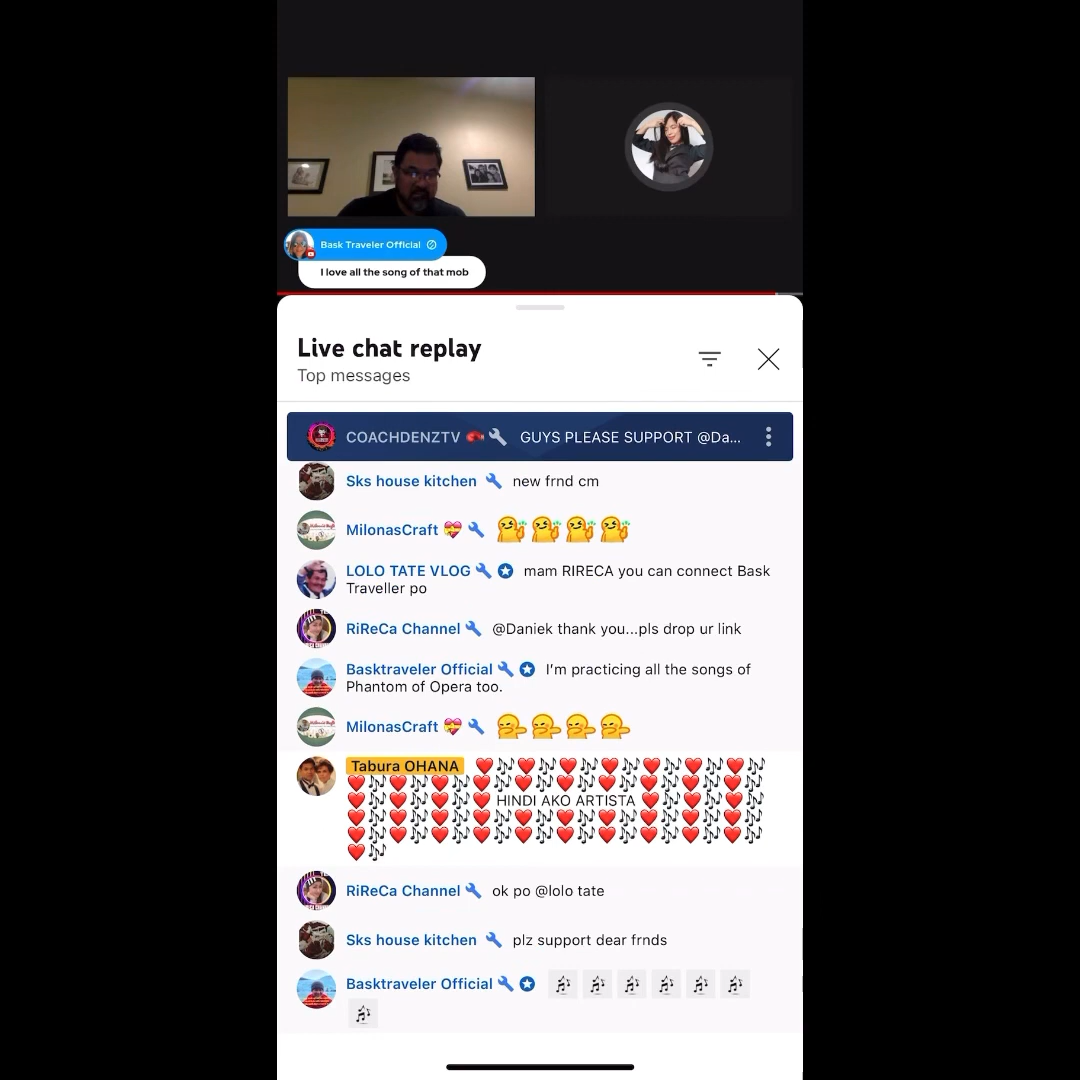 Bask Traveler Official
I love all the song of that mob
Live chat replay
Top messages
COACHDENZTV GUYS PLEASE SUPPORT @Da...
Sks house kitchen new frnd cm
MilonasCraft
LOLO TATE VLOG mam RIRECA you can connect Bask
Traveller po
RiReCa Channel @Daniek thank you...pls drop ur link
Basktraveler Official I'm practicing all the songs of
Phantom of Opera too.
MilonasCraft
Tabura OHANA
HINDI AKO ARTISTA
RiReCa Channel ok po @lolo tate
Sks house kitchen plz support dear frnds
Basktraveler Official